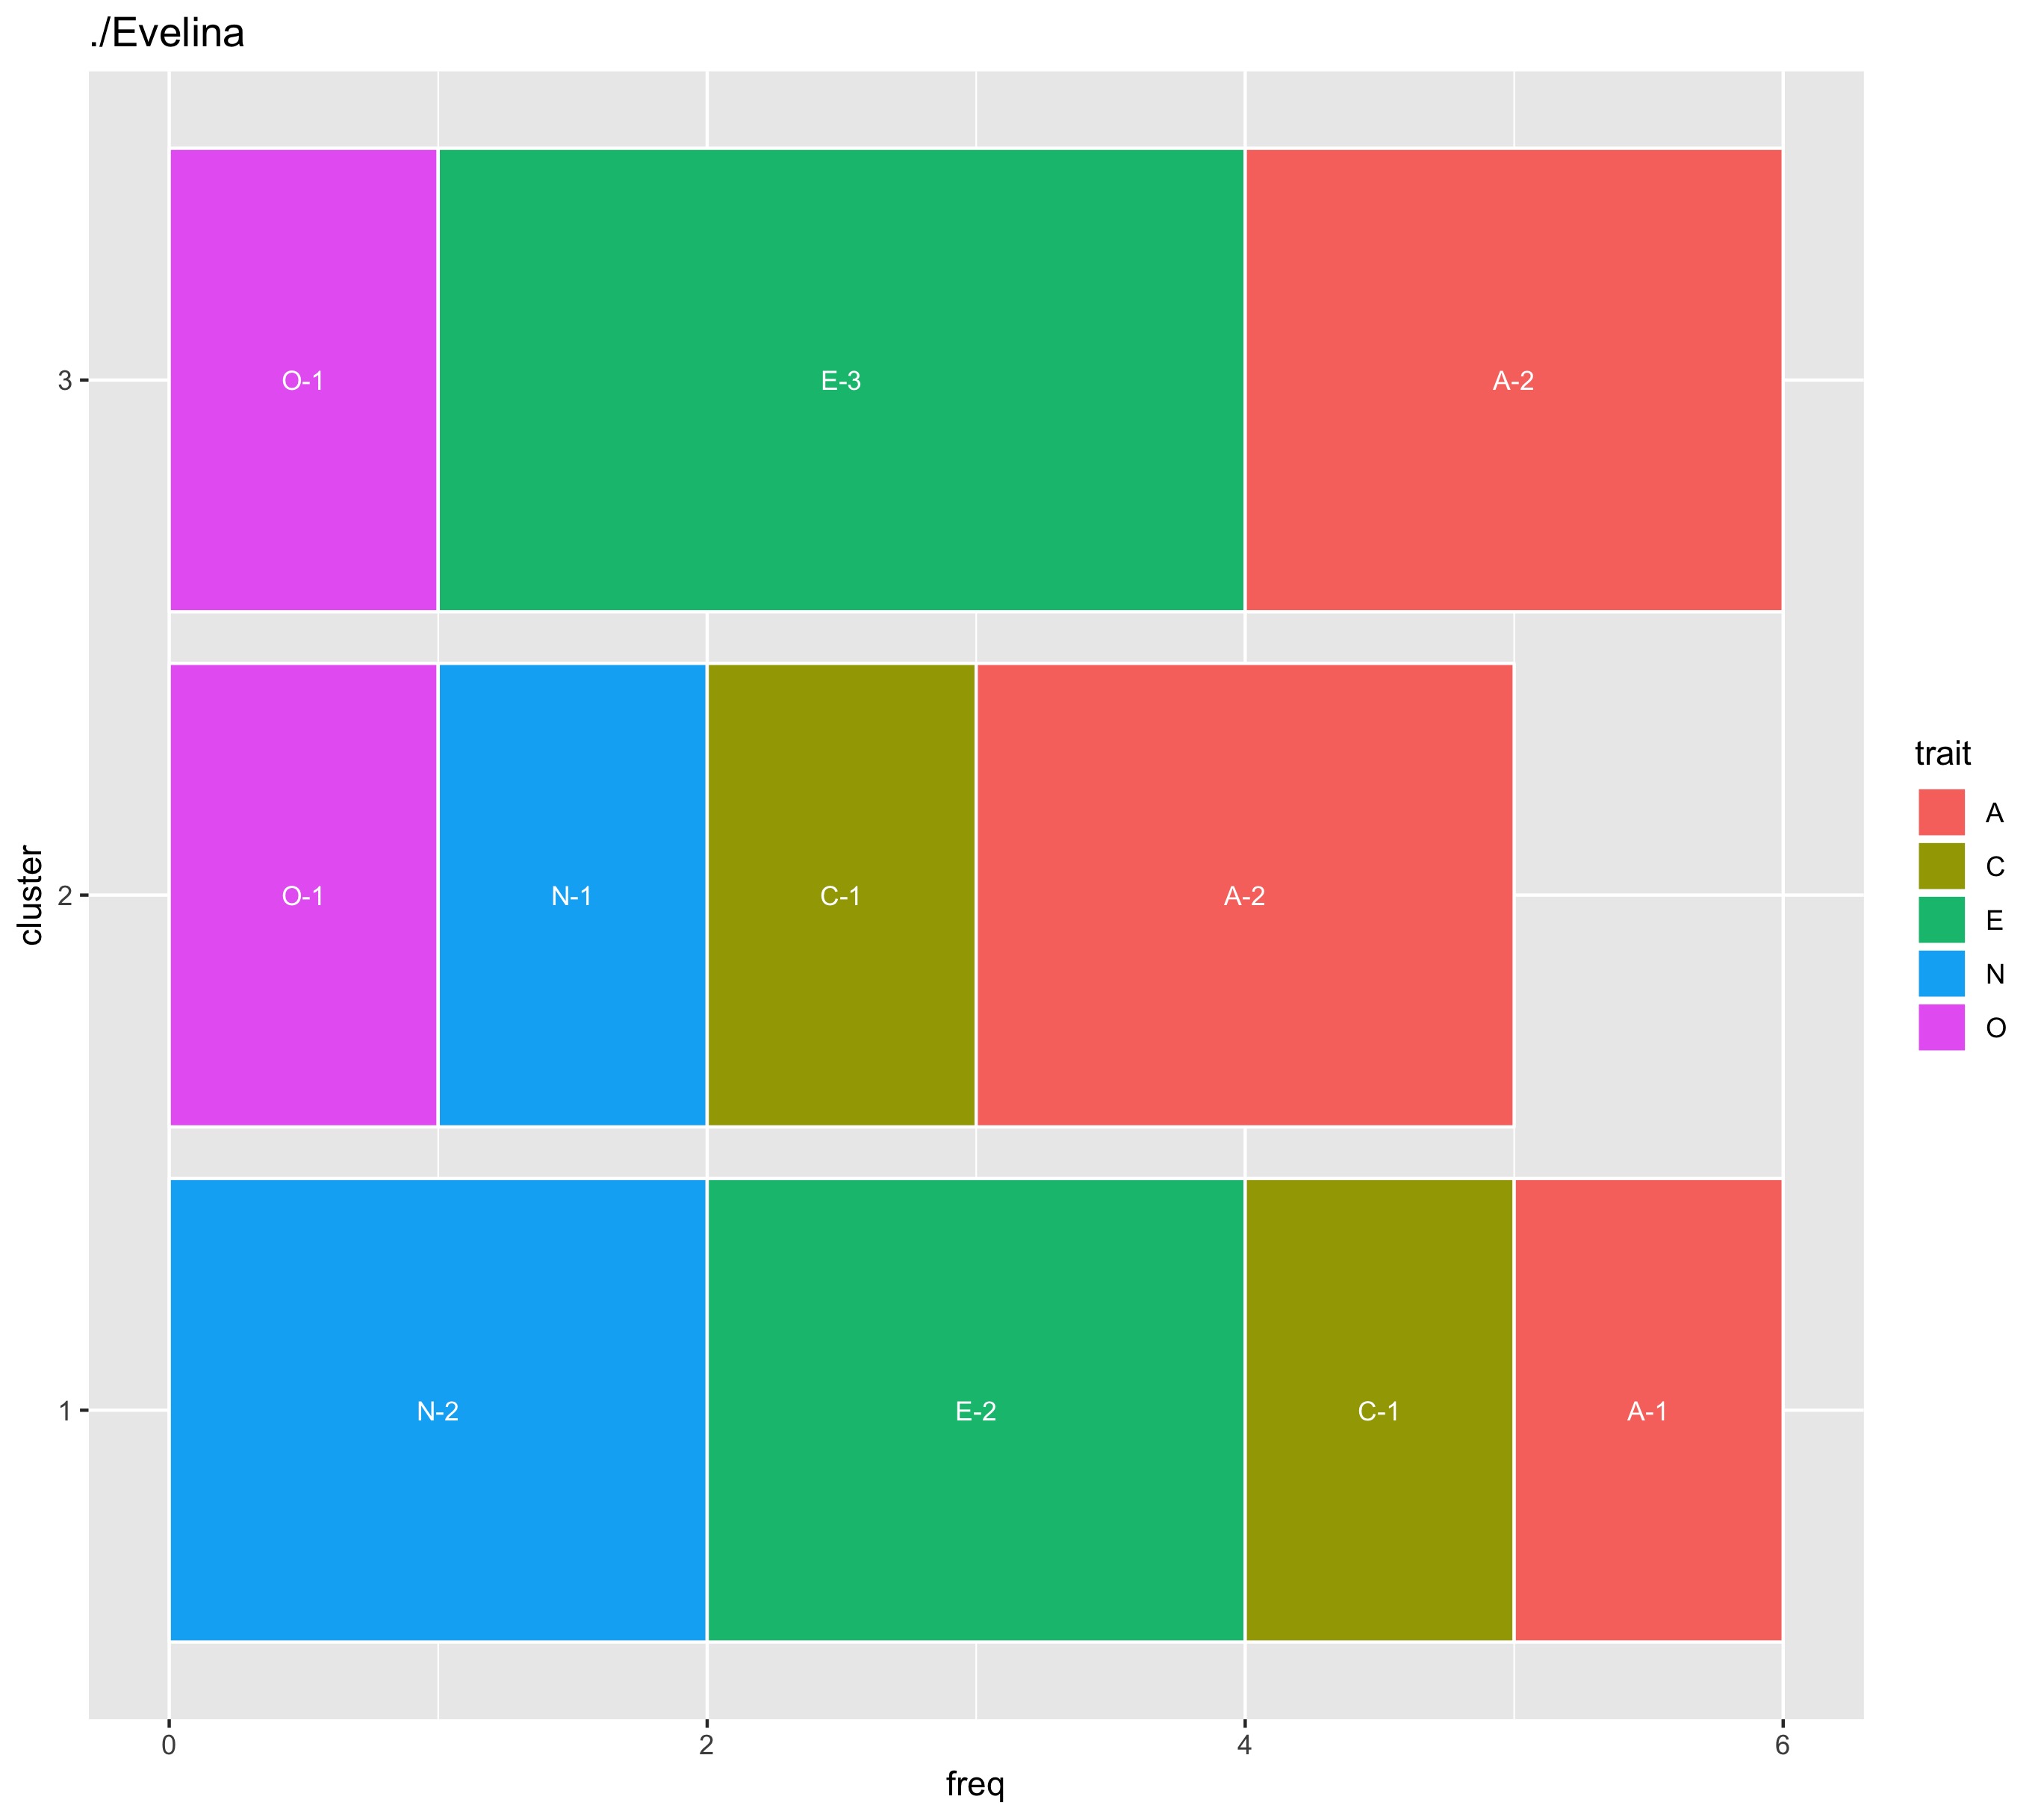 ./Evelina
cluster
3
O-1 E-3 A-2
2
O-1 N-1 C-1 A-2
1
N-2 E-2 C-1 A-1
0 2 4 6
freq
trait
A
C
E
N
O